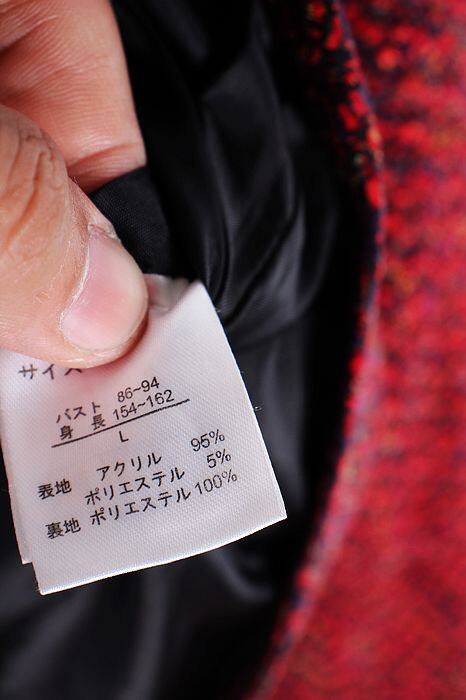 サイズ
バスト 86~94
身 長 154~162
L
表地 アクリル 95%
ポリエステル 5%
裏地 ポリエステル 100%